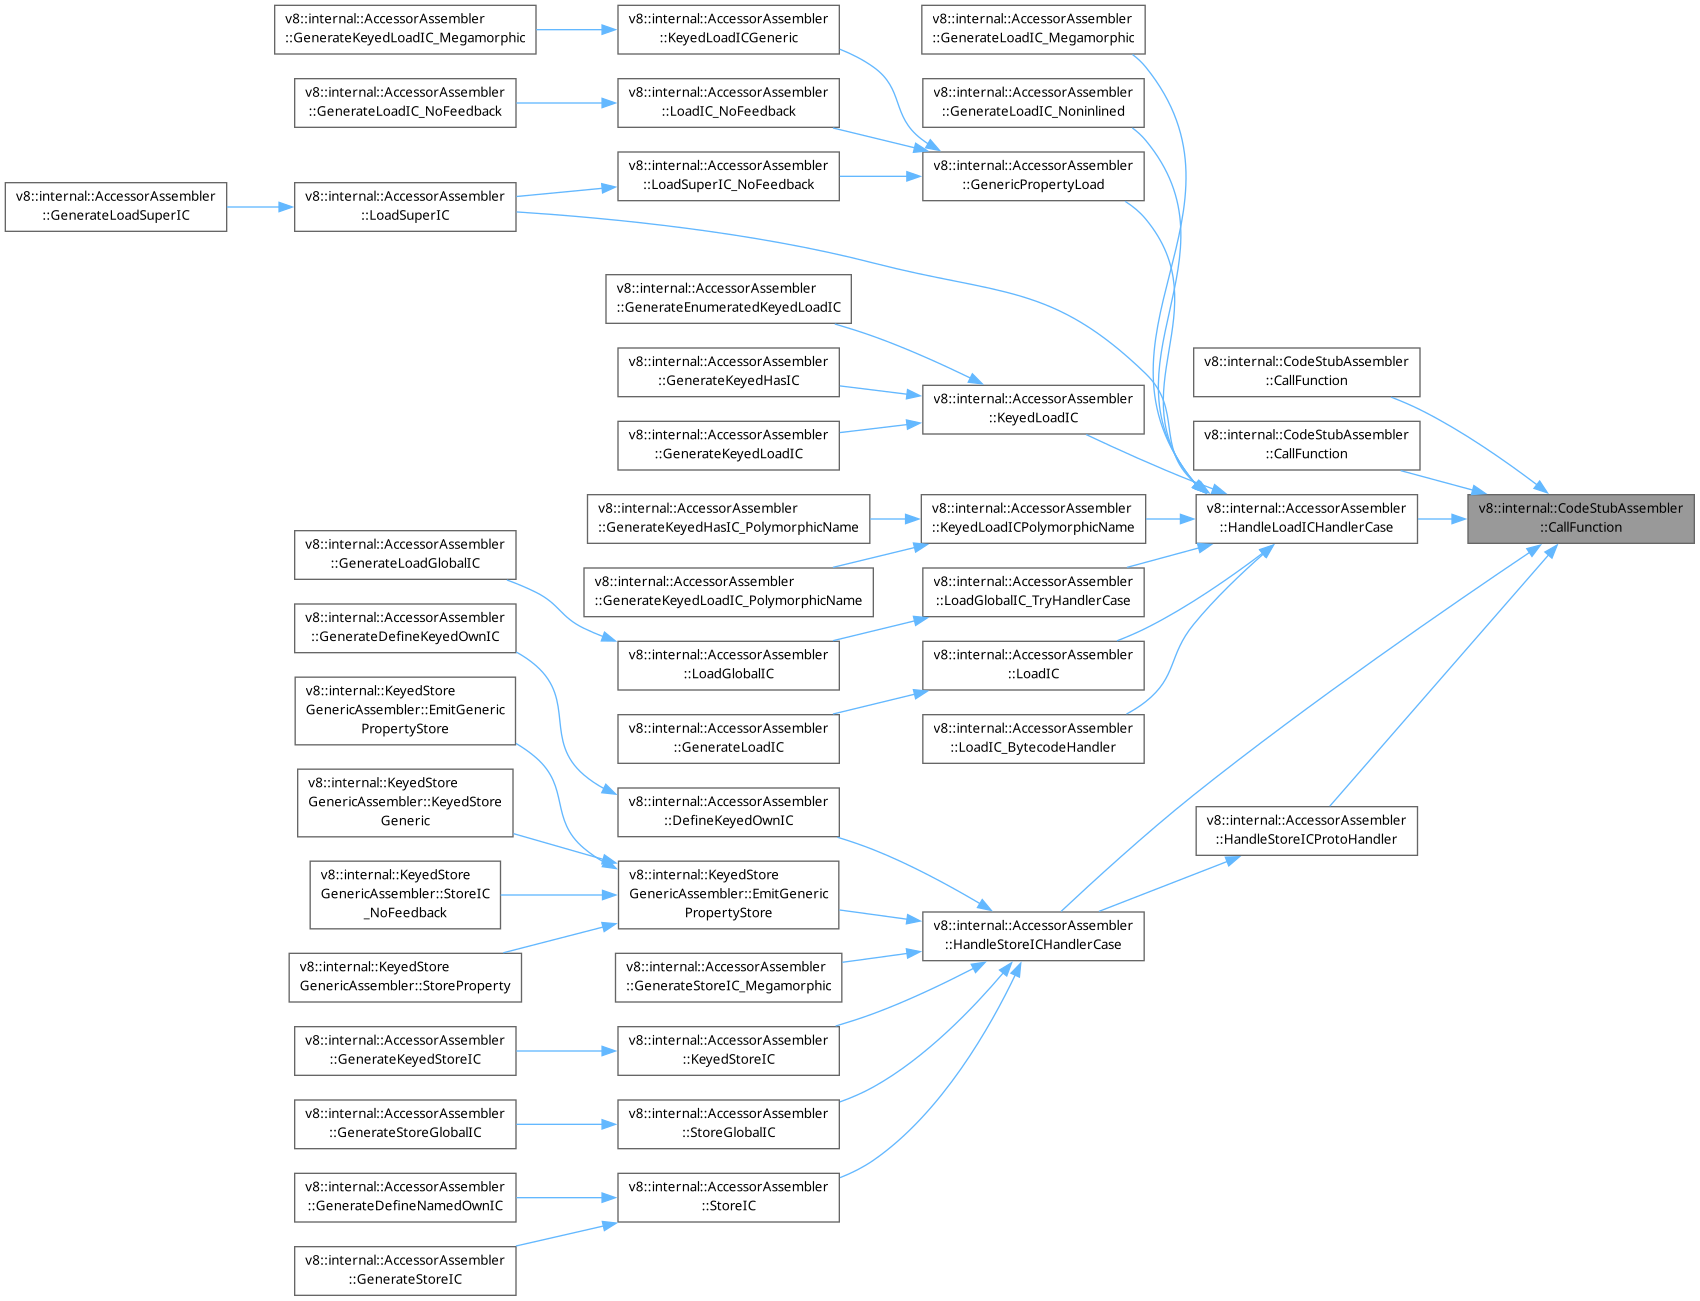 v8::internal::AccessorAssembler
::GenerateKeyedLoadIC_Megamorphic
v8::internal::AccessorAssembler
::KeyedLoadICGeneric
v8::internal::AccessorAssembler
::GenerateLoadIC_Megamorphic
v8::internal::AccessorAssembler
::GenerateLoadIC_NoFeedback
v8::internal::AccessorAssembler
::LoadIC_NoFeedback
v8::internal::AccessorAssembler
::GenerateLoadIC_Noninlined
v8::internal::AccessorAssembler
::LoadSuperIC_NoFeedback
v8::internal::AccessorAssembler
::GenericPropertyLoad
v8::internal::AccessorAssembler
::GenerateLoadSuperIC
v8::internal::AccessorAssembler
::LoadSuperIC
v8::internal::AccessorAssembler
::GenerateEnumeratedKeyedLoadIC
v8::internal::AccessorAssembler
::GenerateKeyedHasIC
v8::internal::CodeStubAssembler
::CallFunction
v8::internal::AccessorAssembler
::KeyedLoadIC
v8::internal::AccessorAssembler
::GenerateKeyedLoadIC
v8::internal::CodeStubAssembler
::CallFunction
v8::internal::AccessorAssembler
::GenerateKeyedHasIC_PolymorphicName
v8::internal::AccessorAssembler
::KeyedLoadICPolymorphicName
v8::internal::AccessorAssembler
::HandleLoadICHandlerCase
v8::internal::CodeStubAssembler
::CallFunction
v8::internal::AccessorAssembler
::GenerateLoadGlobalIC
v8::internal::AccessorAssembler
::GenerateKeyedLoadIC_PolymorphicName
v8::internal::AccessorAssembler
::LoadGlobalIC_TryHandlerCase
v8::internal::AccessorAssembler
::GenerateDefineKeyedOwnIC
v8::internal::AccessorAssembler
::LoadGlobalIC
v8::internal::AccessorAssembler
::LoadIC
v8::internal::KeyedStore
GenericAssembler::EmitGeneric
PropertyStore
v8::internal::AccessorAssembler
::GenerateLoadIC
v8::internal::AccessorAssembler
::LoadIC_BytecodeHandler
v8::internal::KeyedStore
GenericAssembler::KeyedStore
Generic
v8::internal::AccessorAssembler
::DefineKeyedOwnIC
v8::internal::AccessorAssembler
::HandleStoreICProtoHandler
v8::internal::KeyedStore
GenericAssembler::StoreIC
_NoFeedback
v8::internal::KeyedStore
GenericAssembler::EmitGeneric
PropertyStore
v8::internal::AccessorAssembler
::HandleStoreICHandlerCase
v8::internal::KeyedStore
GenericAssembler::StoreProperty
v8::internal::AccessorAssembler
::GenerateStoreIC_Megamorphic
v8::internal::AccessorAssembler
::GenerateKeyedStoreIC
v8::internal::AccessorAssembler
::KeyedStoreIC
v8::internal::AccessorAssembler
::GenerateStoreGlobalIC
v8::internal::AccessorAssembler
::StoreGlobalIC
v8::internal::AccessorAssembler
::GenerateDefineNamedOwnIC
v8::internal::AccessorAssembler
::StoreIC
v8::internal::AccessorAssembler
::GenerateStoreIC